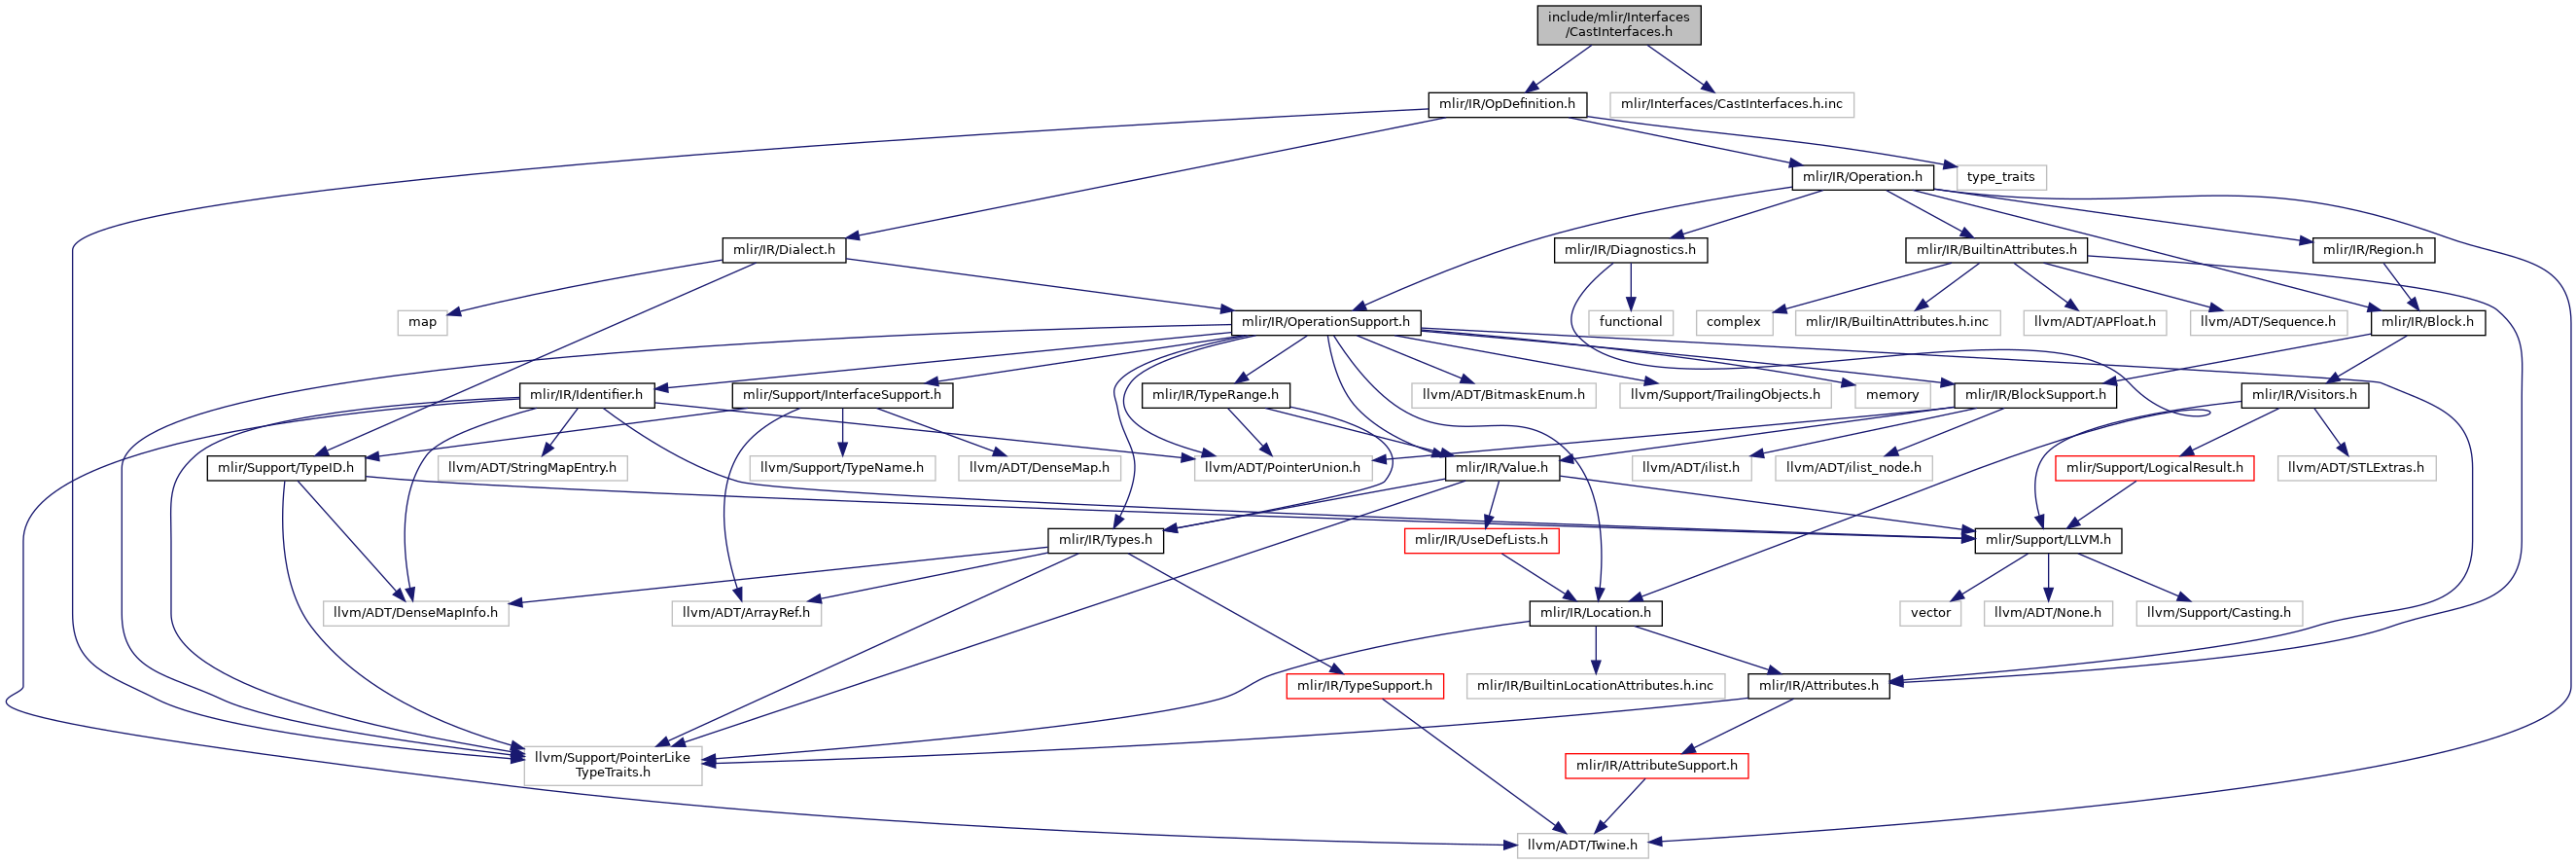 include/mlir/Interfaces
/CastInterfaces.h
mlir/IR/OpDefinition.h
mlir/Interfaces/CastInterfaces.h.inc
mlir/IR/Operation.h
type_traits
mlir/IR/Dialect.h
mlir/IR/Diagnostics.h
mlir/IR/BuiltinAttributes.h
mlir/IR/Region.h
map
mlir/IR/OperationSupport.h
functional
complex
mlir/IR/BuiltinAttributes.h.inc
llvm/ADT/APFloat.h
llvm/ADT/Sequence.h
mlir/IR/Block.h
mlir/IR/Identifier.h
mlir/Support/InterfaceSupport.h
mlir/IR/TypeRange.h
llvm/ADT/BitmaskEnum.h
llvm/Support/TrailingObjects.h
memory
mlir/IR/BlockSupport.h
mlir/IR/Visitors.h
mlir/Support/TypeID.h
llvm/ADT/StringMapEntry.h
llvm/Support/TypeName.h
llvm/ADT/DenseMap.h
llvm/ADT/PointerUnion.h
mlir/IR/Value.h
llvm/ADT/ilist.h
llvm/ADT/ilist_node.h
mlir/Support/LogicalResult.h
llvm/ADT/STLExtras.h
mlir/IR/Types.h
mlir/IR/UseDefLists.h
mlir/Support/LLVM.h
llvm/ADT/DenseMapInfo.h
llvm/ADT/ArrayRef.h
mlir/IR/Location.h
vector
llvm/ADT/None.h
llvm/Support/Casting.h
mlir/IR/TypeSupport.h
mlir/IR/BuiltinLocationAttributes.h.inc
mlir/IR/Attributes.h
llvm/Support/PointerLike
TypeTraits.h
mlir/IR/AttributeSupport.h
llvm/ADT/Twine.h